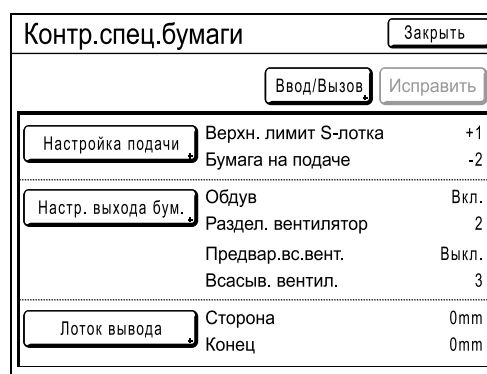 Контр.спец.бумаги Закрыть
Ввод/Вызов Исправить
Настройка подачи Верхн. лимит S-лотка +1
Бумага на подаче -2
Настр. выхода бум. Обдув Вкл.
Раздел. вентилятор 2
Предвар.вс.вент. Выкл.
Всасыв. вентил. 3
Лоток вывода Сторона 0mm
Конец 0mm